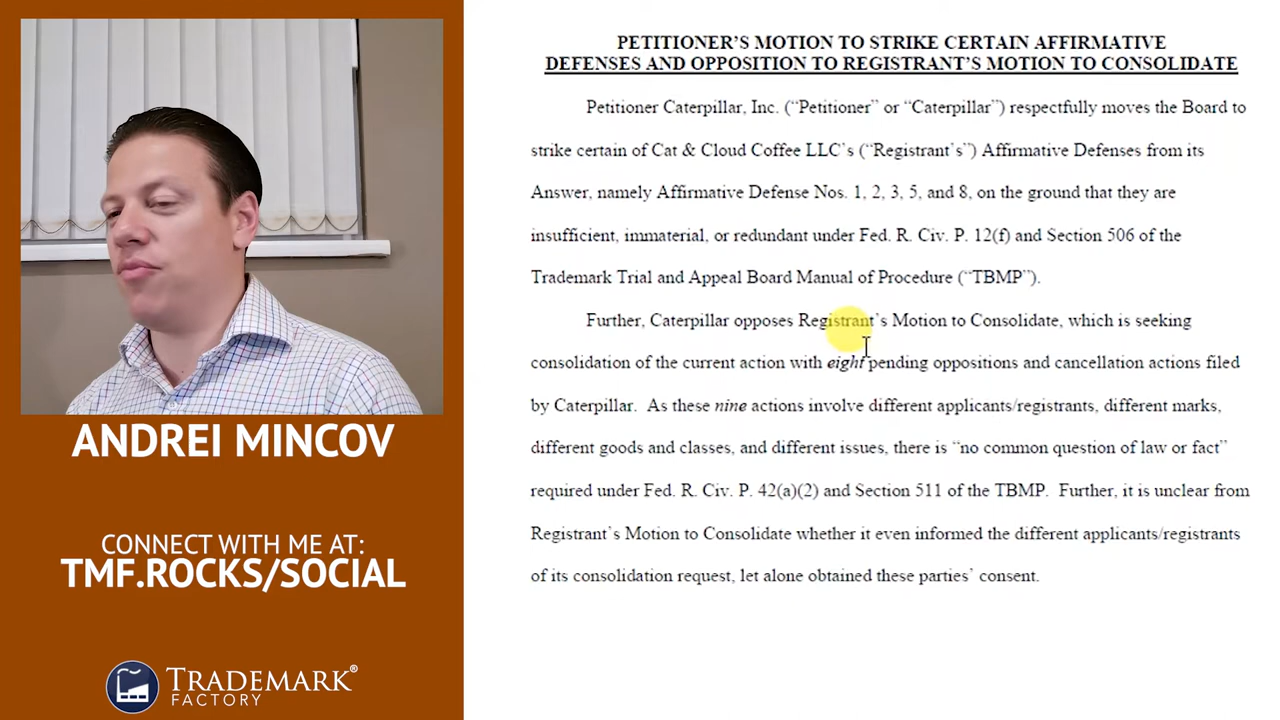 ANDREI MINCOV
CONNECT WITH ME AT:
TMF.ROCKS/SOCIAL
TRADEMARK®
FACTORY
PETITIONER’S MOTION TO STRIKE CERTAIN AFFIRMATIVE
DEFENSES AND OPPOSITION TO REGISTRANT’S MOTION TO CONSOLIDATE
Petitioner Caterpillar, Inc. (“Petitioner” or “Caterpillar”) respectfully moves the Board to
strike certain of Cat & Cloud Coffee LLC’s (“Registrant’s”) Affirmative Defenses from its
Answer, namely Affirmative Defense Nos. 1, 2, 3, 5, and 8, on the ground that they are
insufficient, immaterial, or redundant under Fed. R. Civ. P. 12(f) and Section 506 of the
Trademark Trial and Appeal Board Manual of Procedure (“TBMP”).
Further, Caterpillar opposes Registrant’s Motion to Consolidate, which is seeking
consolidation of the current action with eight pending oppositions and cancellation actions filed
by Caterpillar. As these nine actions involve different applicants/registrants, different marks,
different goods and classes, and different issues, there is “no common question of law or fact”
required under Fed. R. Civ. P. 42(a)(2) and Section 511 of the TBMP. Further, it is unclear from
Registrant’s Motion to Consolidate whether it even informed the different applicants/registrants
of its consolidation request, let alone obtained these parties’ consent.